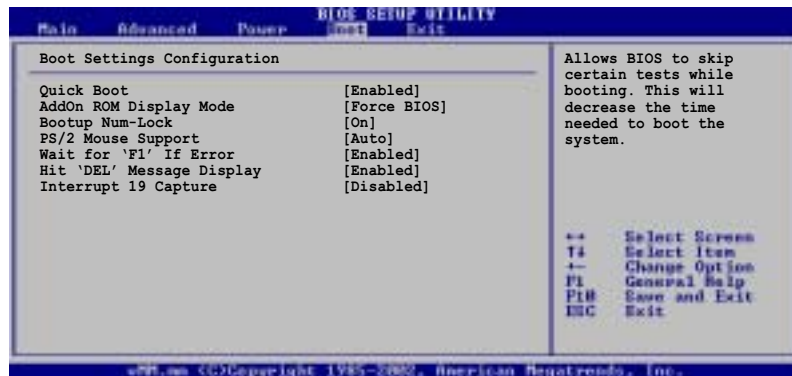 BIOS SETUP UTILITY
Main Advanced Power Boot Exit
Boot Settings Configuration
Quick Boot [Enabled]
AddOn ROM Display Mode [Force BIOS]
Bootup Num-Lock [On]
PS/2 Mouse Support [Auto]
Wait for ‘F1’ If Error [Enabled]
Hit ‘DEL’ Message Display [Enabled]
Interrupt 19 Capture [Disabled]
Allows BIOS to skip
certain tests while
booting. This will
decrease the time
needed to boot the
system.
↔ Select Screen
↑↓ Select Item
+- Change Option
F1 General Help
F10 Save and Exit
ESC Exit
(C)Copyright 1985-2002, American Megatrends, Inc.